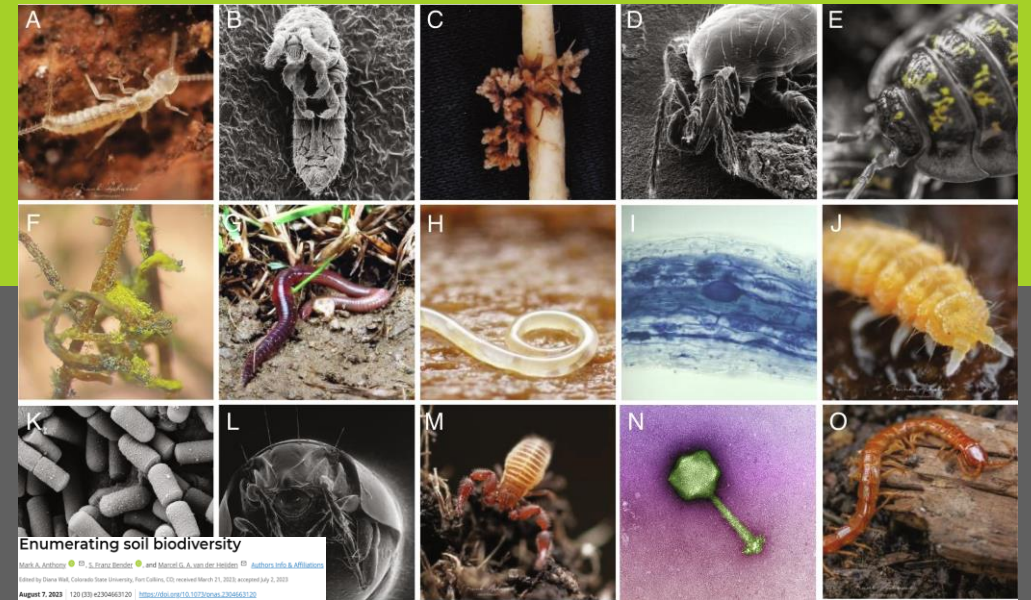 A B C D E
F G H I J
K L M N O
Enumerating soil biodiversity
Mark A. Anthony, S. Franz Bender, and Marcel G. A. van der Heijden Authors Info & Affiliations
Edited by Diana Wall, Colorado State University, Fort Collins, CO; received March 21, 2023; accepted July 2, 2023
August 7, 2023 120 (33) e2304663120 https://doi.org/10.1073/pnas.2304663120